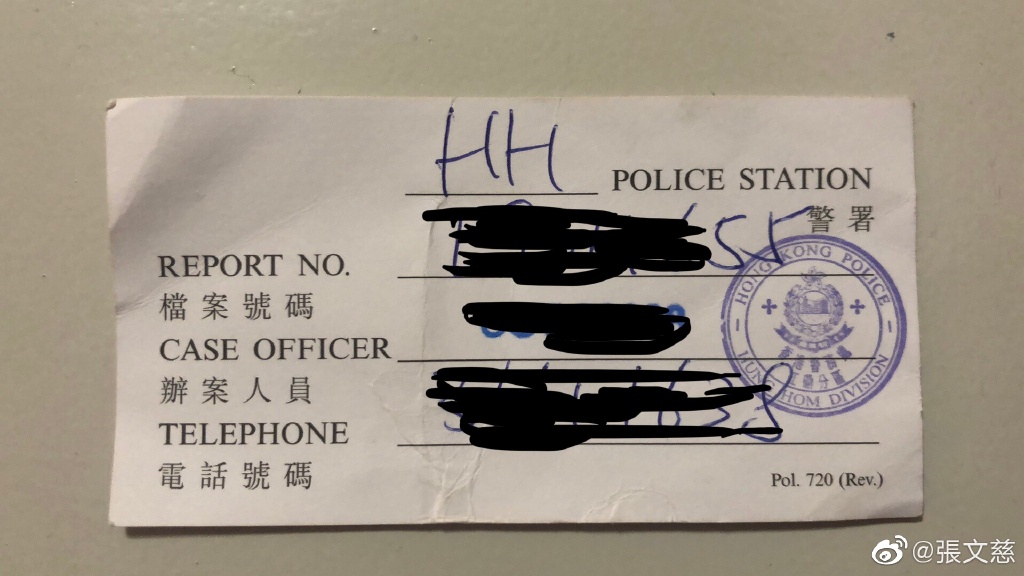 HH POLICE STATION
警署
REPORT NO.
檔案號碼
CASE OFFICER
辦案人員
TELEPHONE
電話號碼
HONG KONG POLICE
HUNG HOM DIVISION
Pol. 720 (Rev.)
@張文慈